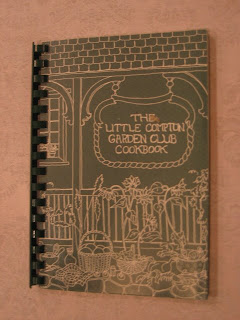 THE
LITTLE COMPTON
GARDEN CLUB
COOKBOOK